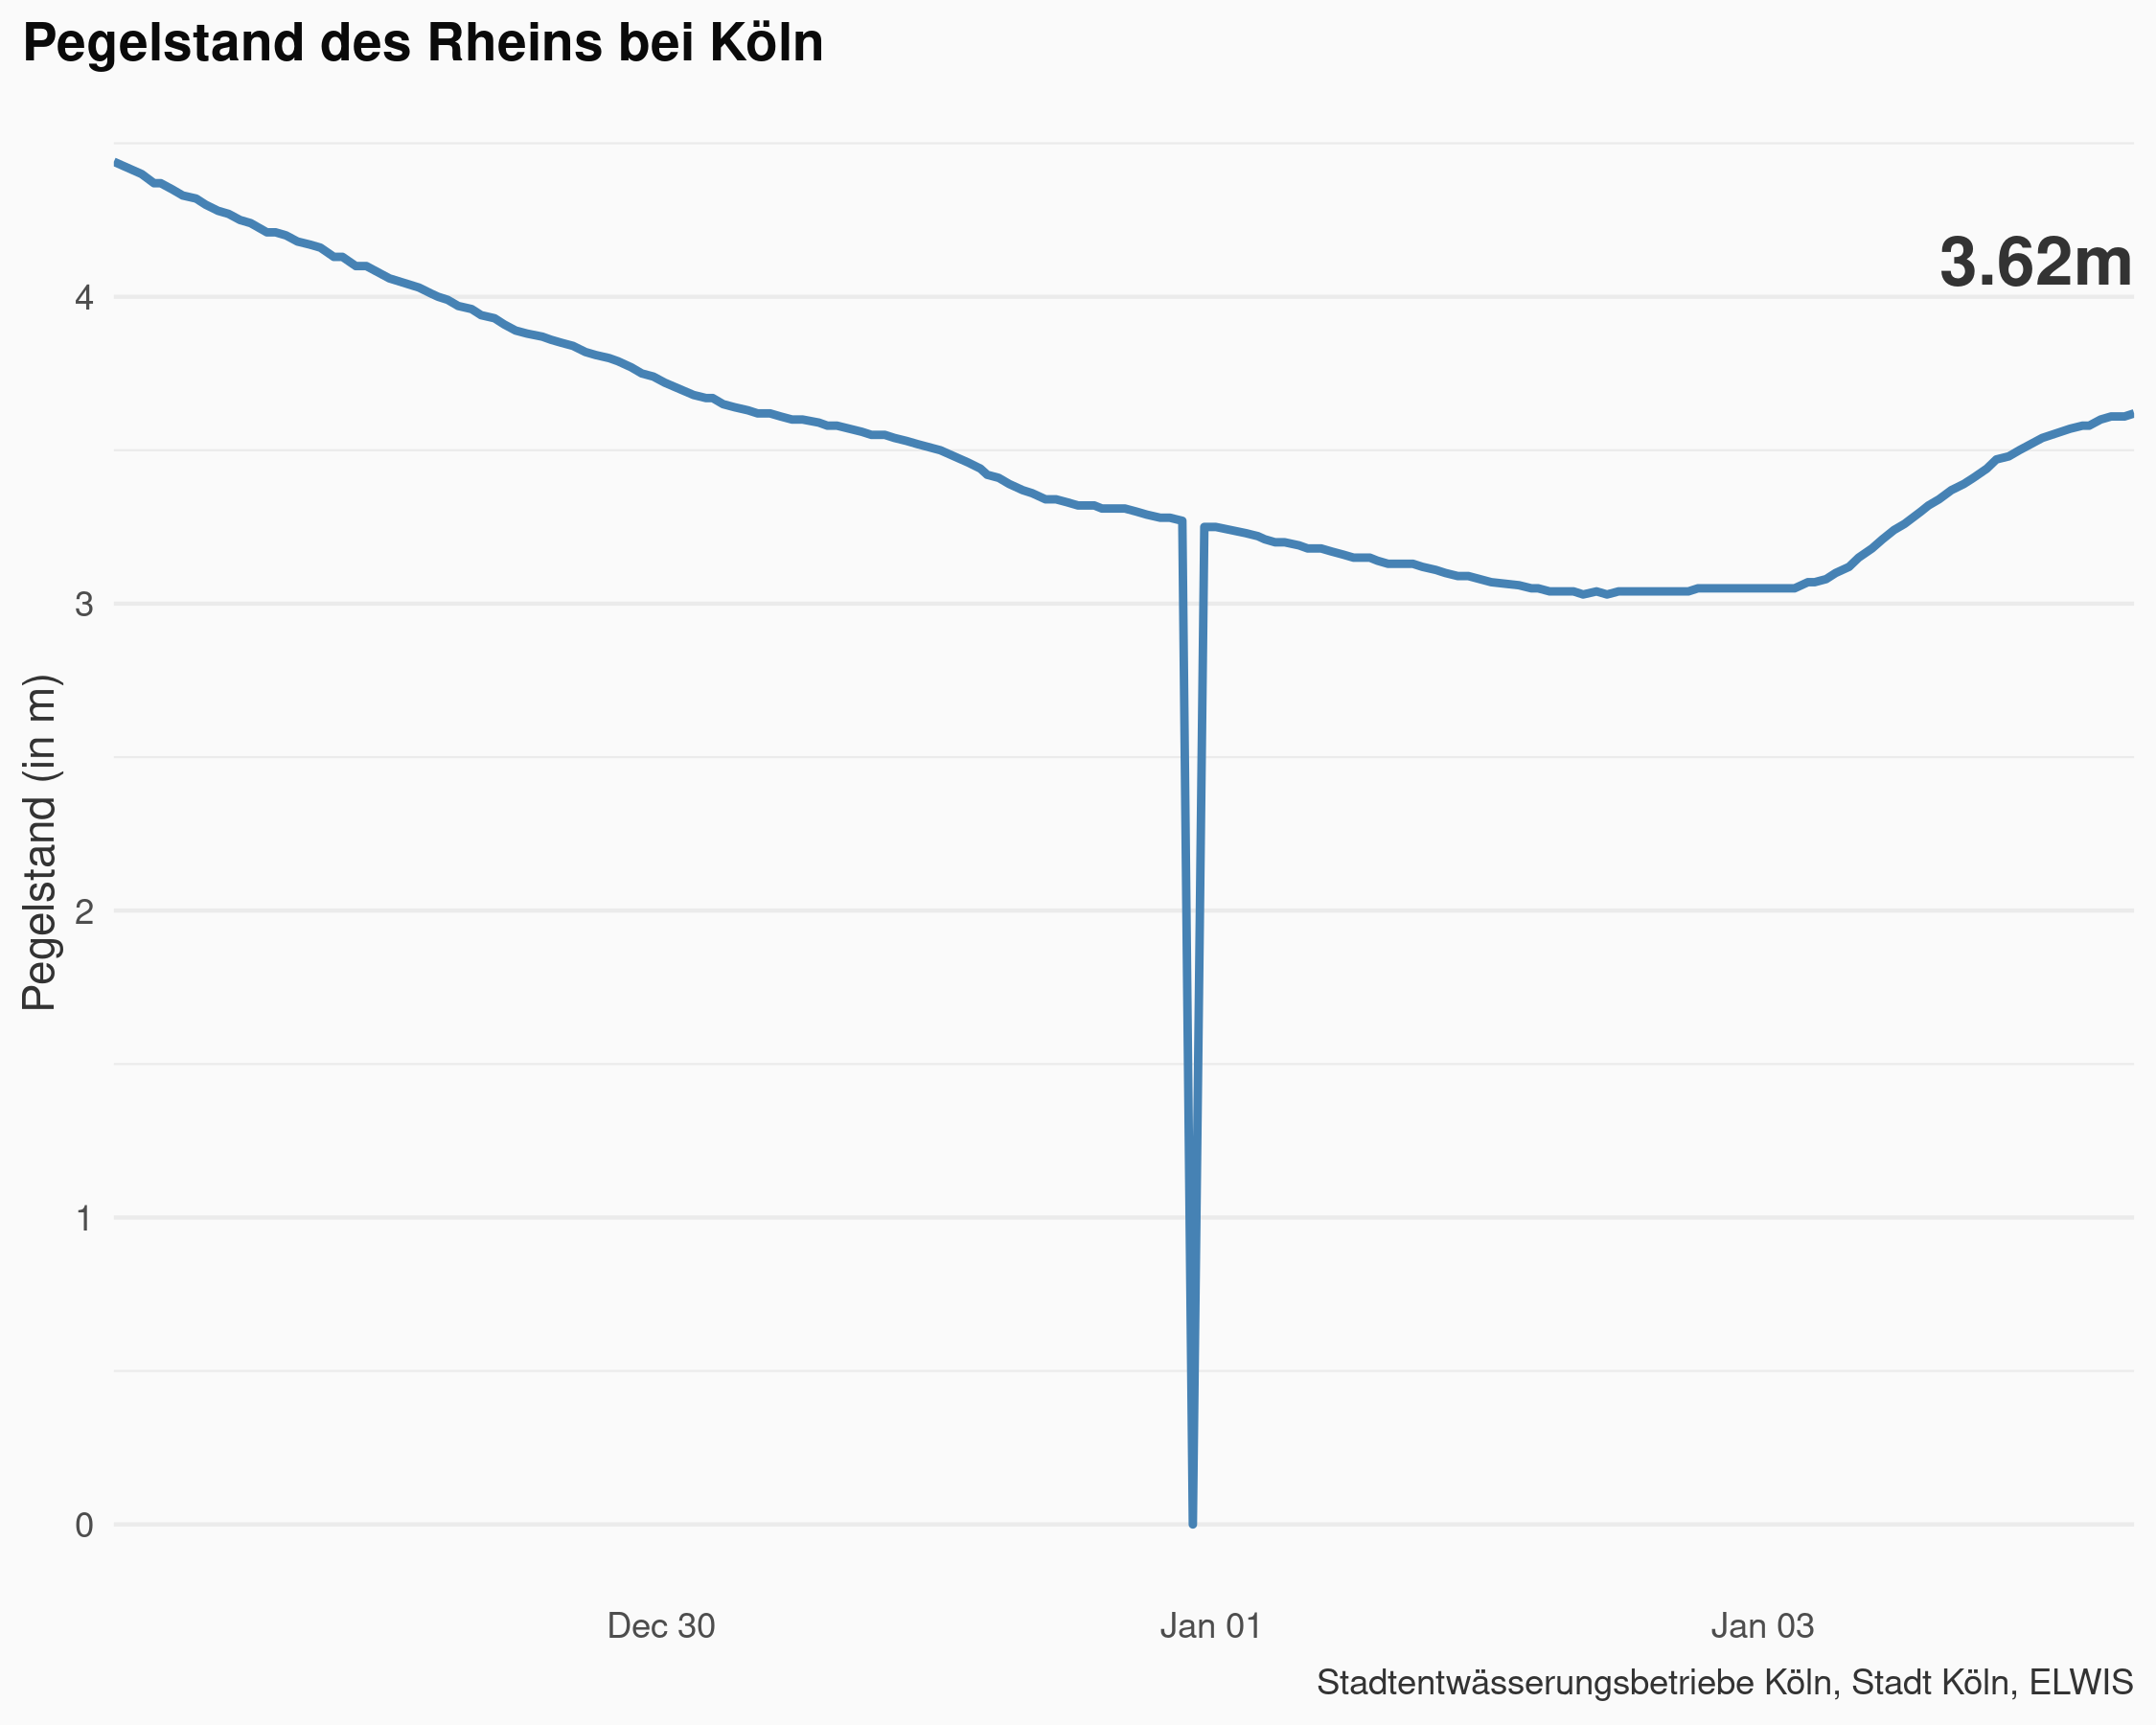 Pegelstand des Rheins bei Köln
3.62m
Pegelstand (in m)
4
3
2
1
0
Dec 30
Jan 01
Jan 03
Stadtentwässerungsbetriebe Köln, Stadt Köln, ELWIS